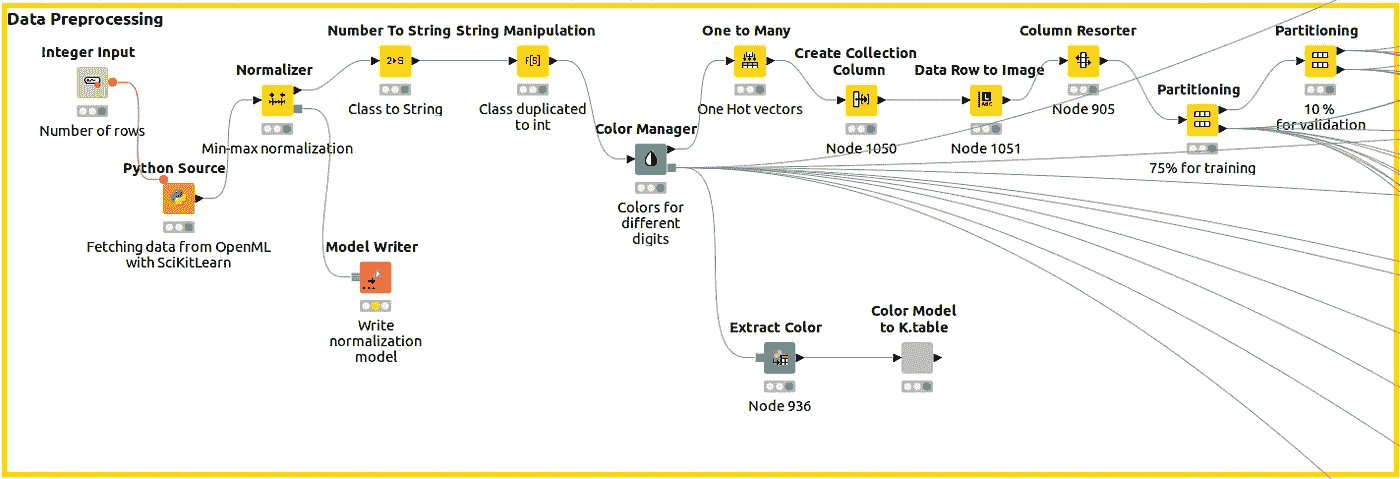 Data Preprocessing
Integer Input
Number of rows
Python Source
Fetching data from OpenML
with SciKitLearn
Normalizer
Min-max normalization
Model Writer
Write
normalization
model
Number To String
2▸S
Class to String
String Manipulation
F[S]
Class duplicated
to int
Color Manager
Colors for
different
digits
One to Many
One Hot vectors
Create Collection
Column
Node 1050
Data Row to Image
Node 1051
Column Resorter
Node 905
Partitioning
75% for training
Partitioning
10 %
for validation
Extract Color
Node 936
Color Model
to K.table